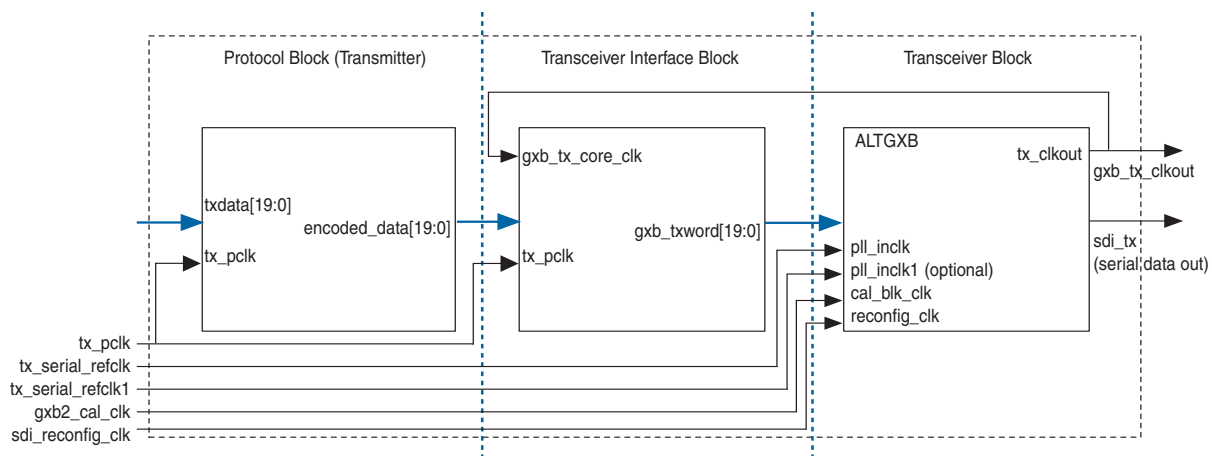 Protocol Block (Transmitter)
Transceiver Interface Block
Transceiver Block
txdata[19:0]
encoded_data[19:0]
tx_pclk
gxb_tx_core_clk
gxb_txword[19:0]
tx_pclk
ALTGXB
tx_clkout
pll_inclk
pll_inclk1 (optional)
cal_blk_clk
reconfig_clk
gxb_tx_clkout
sdi_tx
(serial data out)
tx_pclk
tx_serial_refclk
tx_serial_refclk1
gxb2_cal_clk
sdi_reconfig_clk